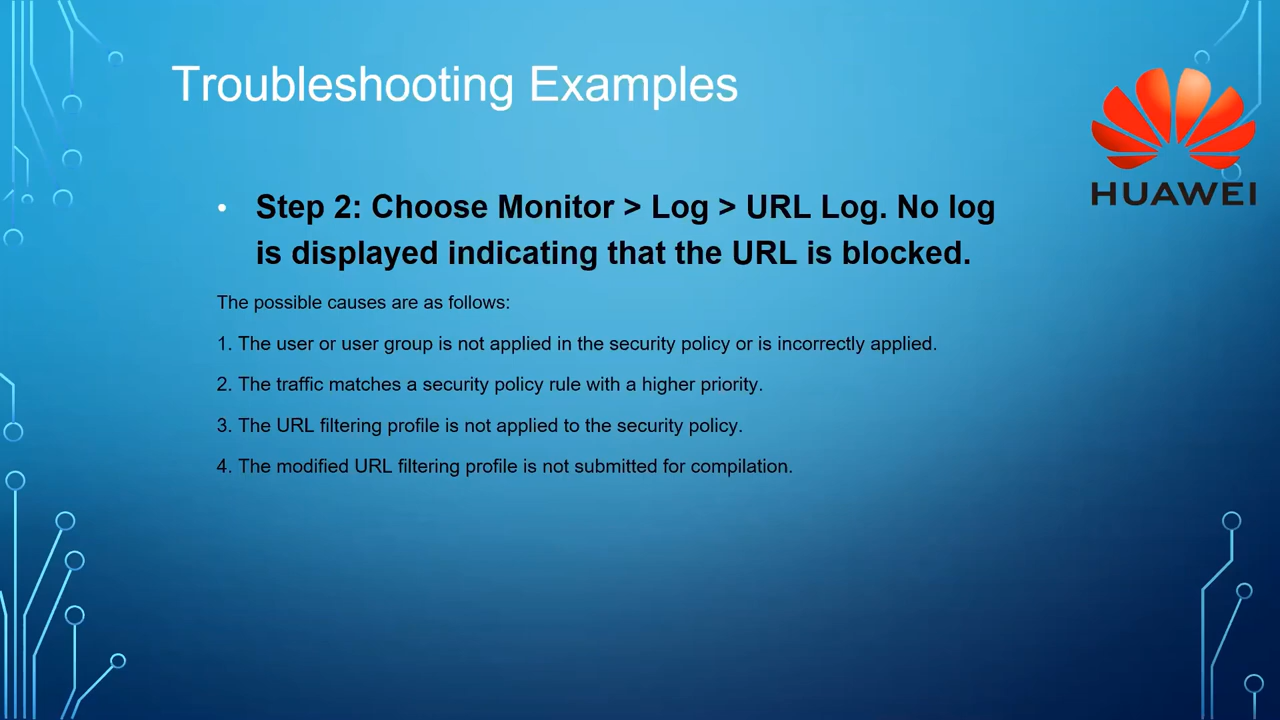 Troubleshooting Examples
HUAWEI
• Step 2: Choose Monitor > Log > URL Log. No log
is displayed indicating that the URL is blocked.
The possible causes are as follows:
1. The user or user group is not applied in the security policy or is incorrectly applied.
2. The traffic matches a security policy rule with a higher priority.
3. The URL filtering profile is not applied to the security policy.
4. The modified URL filtering profile is not submitted for compilation.